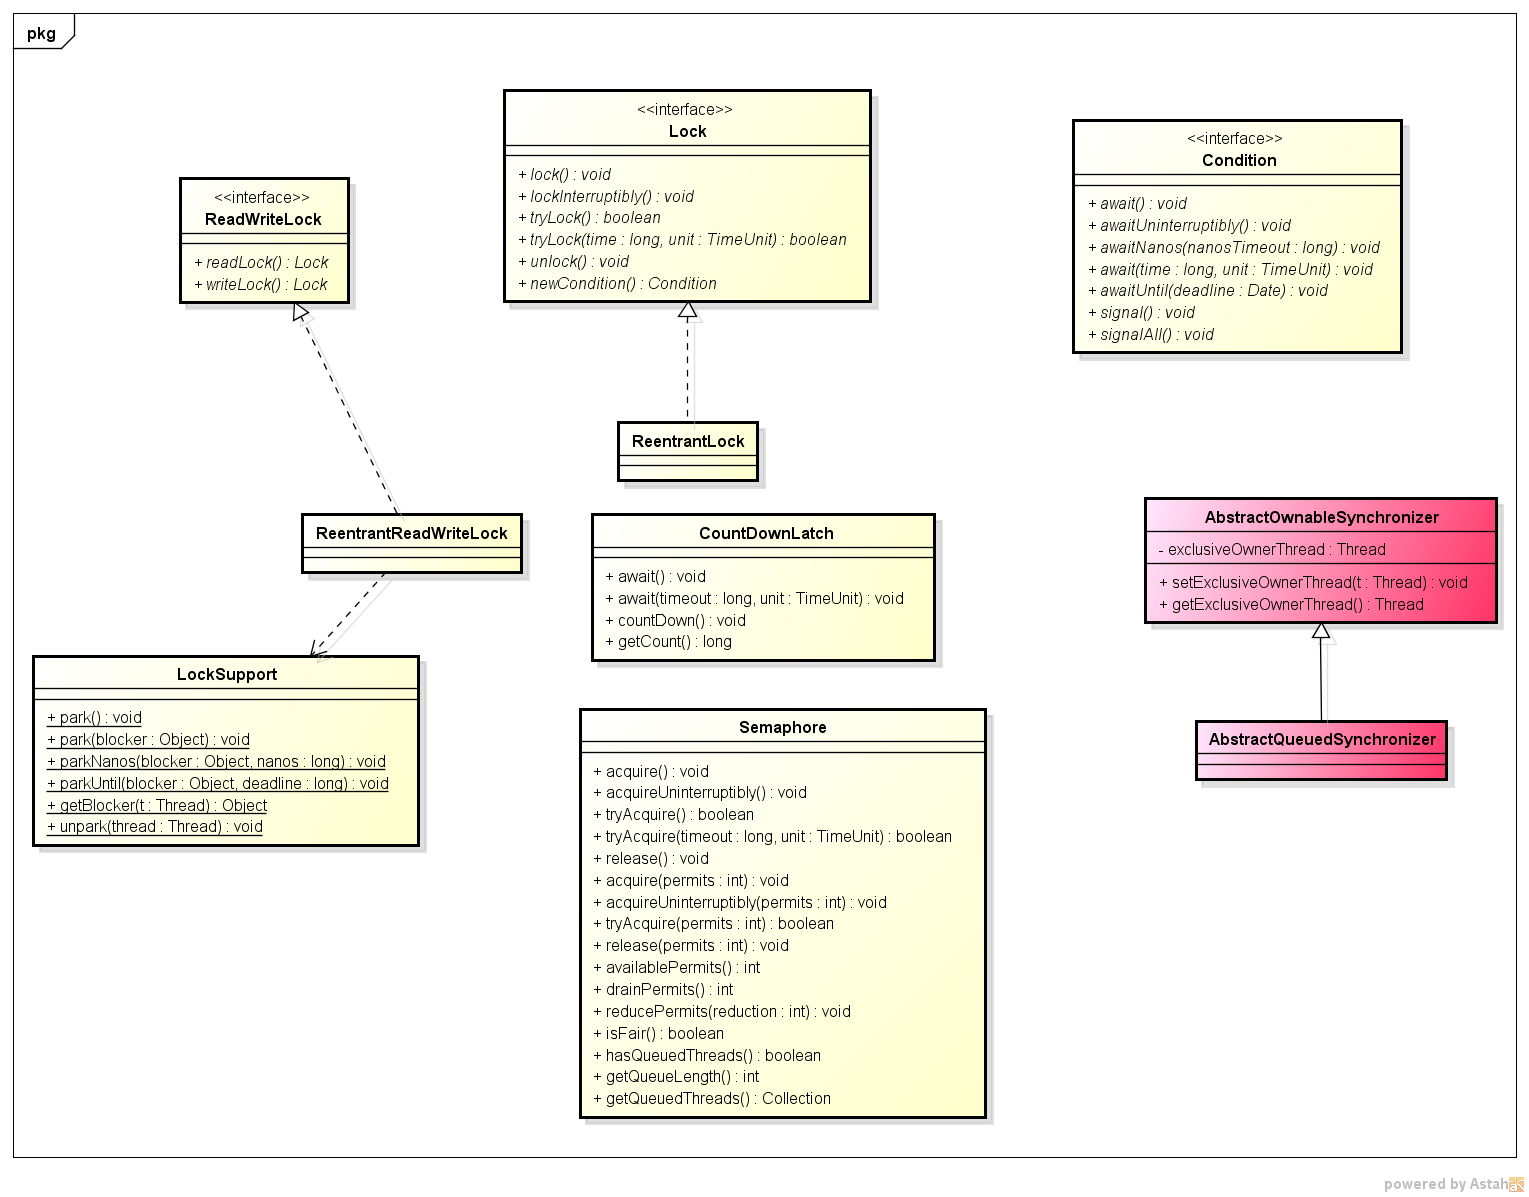 pkg
<<interface>>
Lock
+ lock() : void
+ lockInterruptibly() : void
+ tryLock() : boolean
+ tryLock(time : long, unit : TimeUnit) : boolean
+ unlock() : void
+ newCondition() : Condition
<<interface>>
Condition
+ await() : void
+ awaitUninterruptibly() : void
+ awaitNanos(nanosTimeout : long) : void
+ await(time : long, unit : TimeUnit) : void
+ awaitUntil(deadline : Date) : void
+ signal() : void
+ signalAll() : void
<<interface>>
ReadWriteLock
+ readLock() : Lock
+ writeLock() : Lock
ReentrantLock
ReentrantReadWriteLock
CountDownLatch
+ await() : void
+ await(timeout : long, unit : TimeUnit) : void
+ countDown() : void
+ getCount() : long
AbstractOwnableSynchronizer
- exclusiveOwnerThread : Thread
+ setExclusiveOwnerThread(t : Thread) : void
+ getExclusiveOwnerThread() : Thread
LockSupport
+ park() : void
+ park(blocker : Object) : void
+ parkNanos(blocker : Object, nanos : long) : void
+ parkUntil(blocker : Object, deadline : long) : void
+ getBlocker(t : Thread) : Object
+ unpark(thread : Thread) : void
Semaphore
+ acquire() : void
+ acquireUninterruptibly() : void
+ tryAcquire() : boolean
+ tryAcquire(timeout : long, unit : TimeUnit) : boolean
+ release() : void
+ acquire(permits : int) : void
+ acquireUninterruptibly(permits : int) : void
+ tryAcquire(permits : int) : boolean
+ release(permits : int) : void
+ availablePermits() : int
+ drainPermits() : int
+ reducePermits(reduction : int) : void
+ isFair() : boolean
+ hasQueuedThreads() : boolean
+ getQueueLength() : int
+ getQueuedThreads() : Collection
AbstractQueuedSynchronizer
powered by Astah